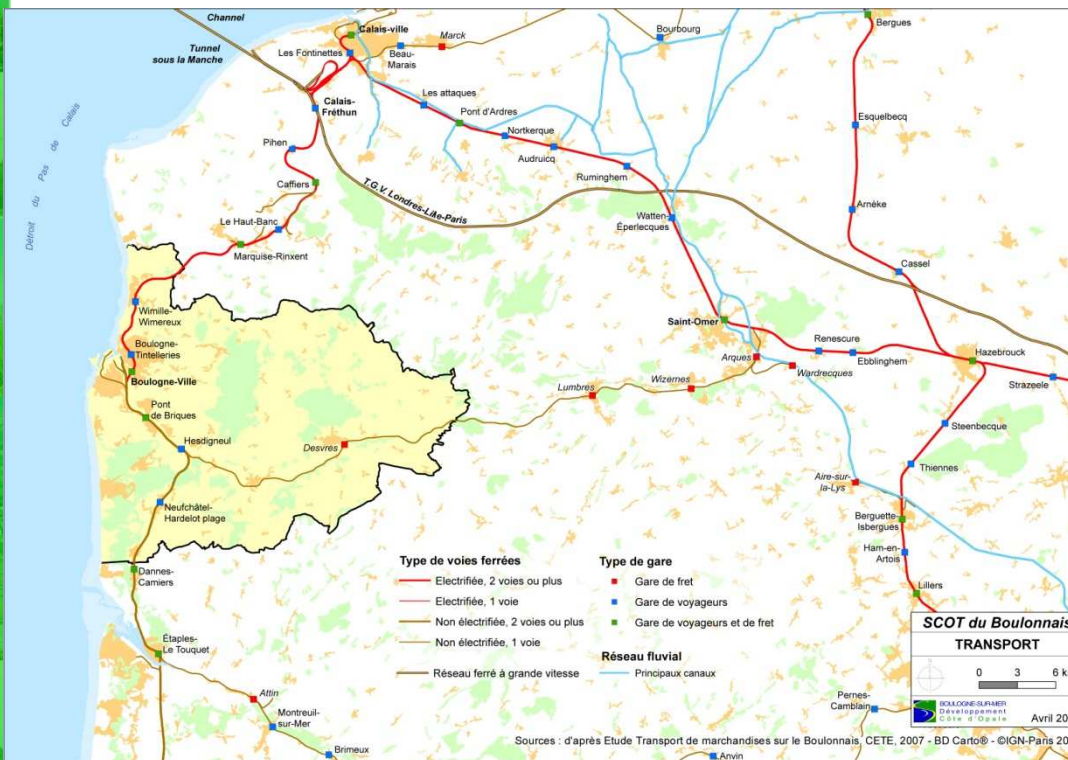 Channel
Tunnel
sous la Manche
Détroit du Pas de Calais
Calais-ville
Les Fontinettes
Beau-
Marais
Marck
Bourbourg
Bergues
Calais-
Fréthun
Les attaques
Pont d'Ardres
Nortkerque
Audruicq
Ruminghem
Esquelbecq
Pihen
Caffiers
T.G.V. Londres-Lille-Paris
Watten-
Éperlecques
Arnèke
Le Haut-Banc
Marquise-Rinxent
Cassel
Wimille-
Wimereux
Boulogne-
Tintelleries
Boulogne-Ville
Saint-Omer
Renescure
Ebblinghem
Hazebrouck
Strazeele
Arques
Wardrecques
Wizernes
Lumbres
Pont
de Briques
Hesdigneul
Desvres
Steenbecque
Thiennes
Neufchâtel-
Hardelot plage
Aire-sur-
la-Lys
Berguette-
Isbergues
Ham-en-
Artois
Lillers
Dannes-
Camiers
Étaples-
Le Touquet
Attin
Montreuil-
sur-Mer
Brimeux
Pernes-
Camblain
Anvin
Type de voies ferrées
Electrifiée, 2 voies ou plus
Electrifiée, 1 voie
Non électrifiée, 2 voies ou plus
Non électrifiée, 1 voie
Réseau ferré à grande vitesse
Type de gare
Gare de fret
Gare de voyageurs
Gare de voyageurs et de fret
Réseau fluvial
Principaux canaux
SCOT du Boulonnais
TRANSPORT
0 3 6 k
BOULOGNE-SUR-MER
Développement
Côte d'Opale
Avril 20
Sources : d'après Etude Transport de marchandises sur le Boulonnais, CETE, 2007 - BD Carto® - ©IGN-Paris 20